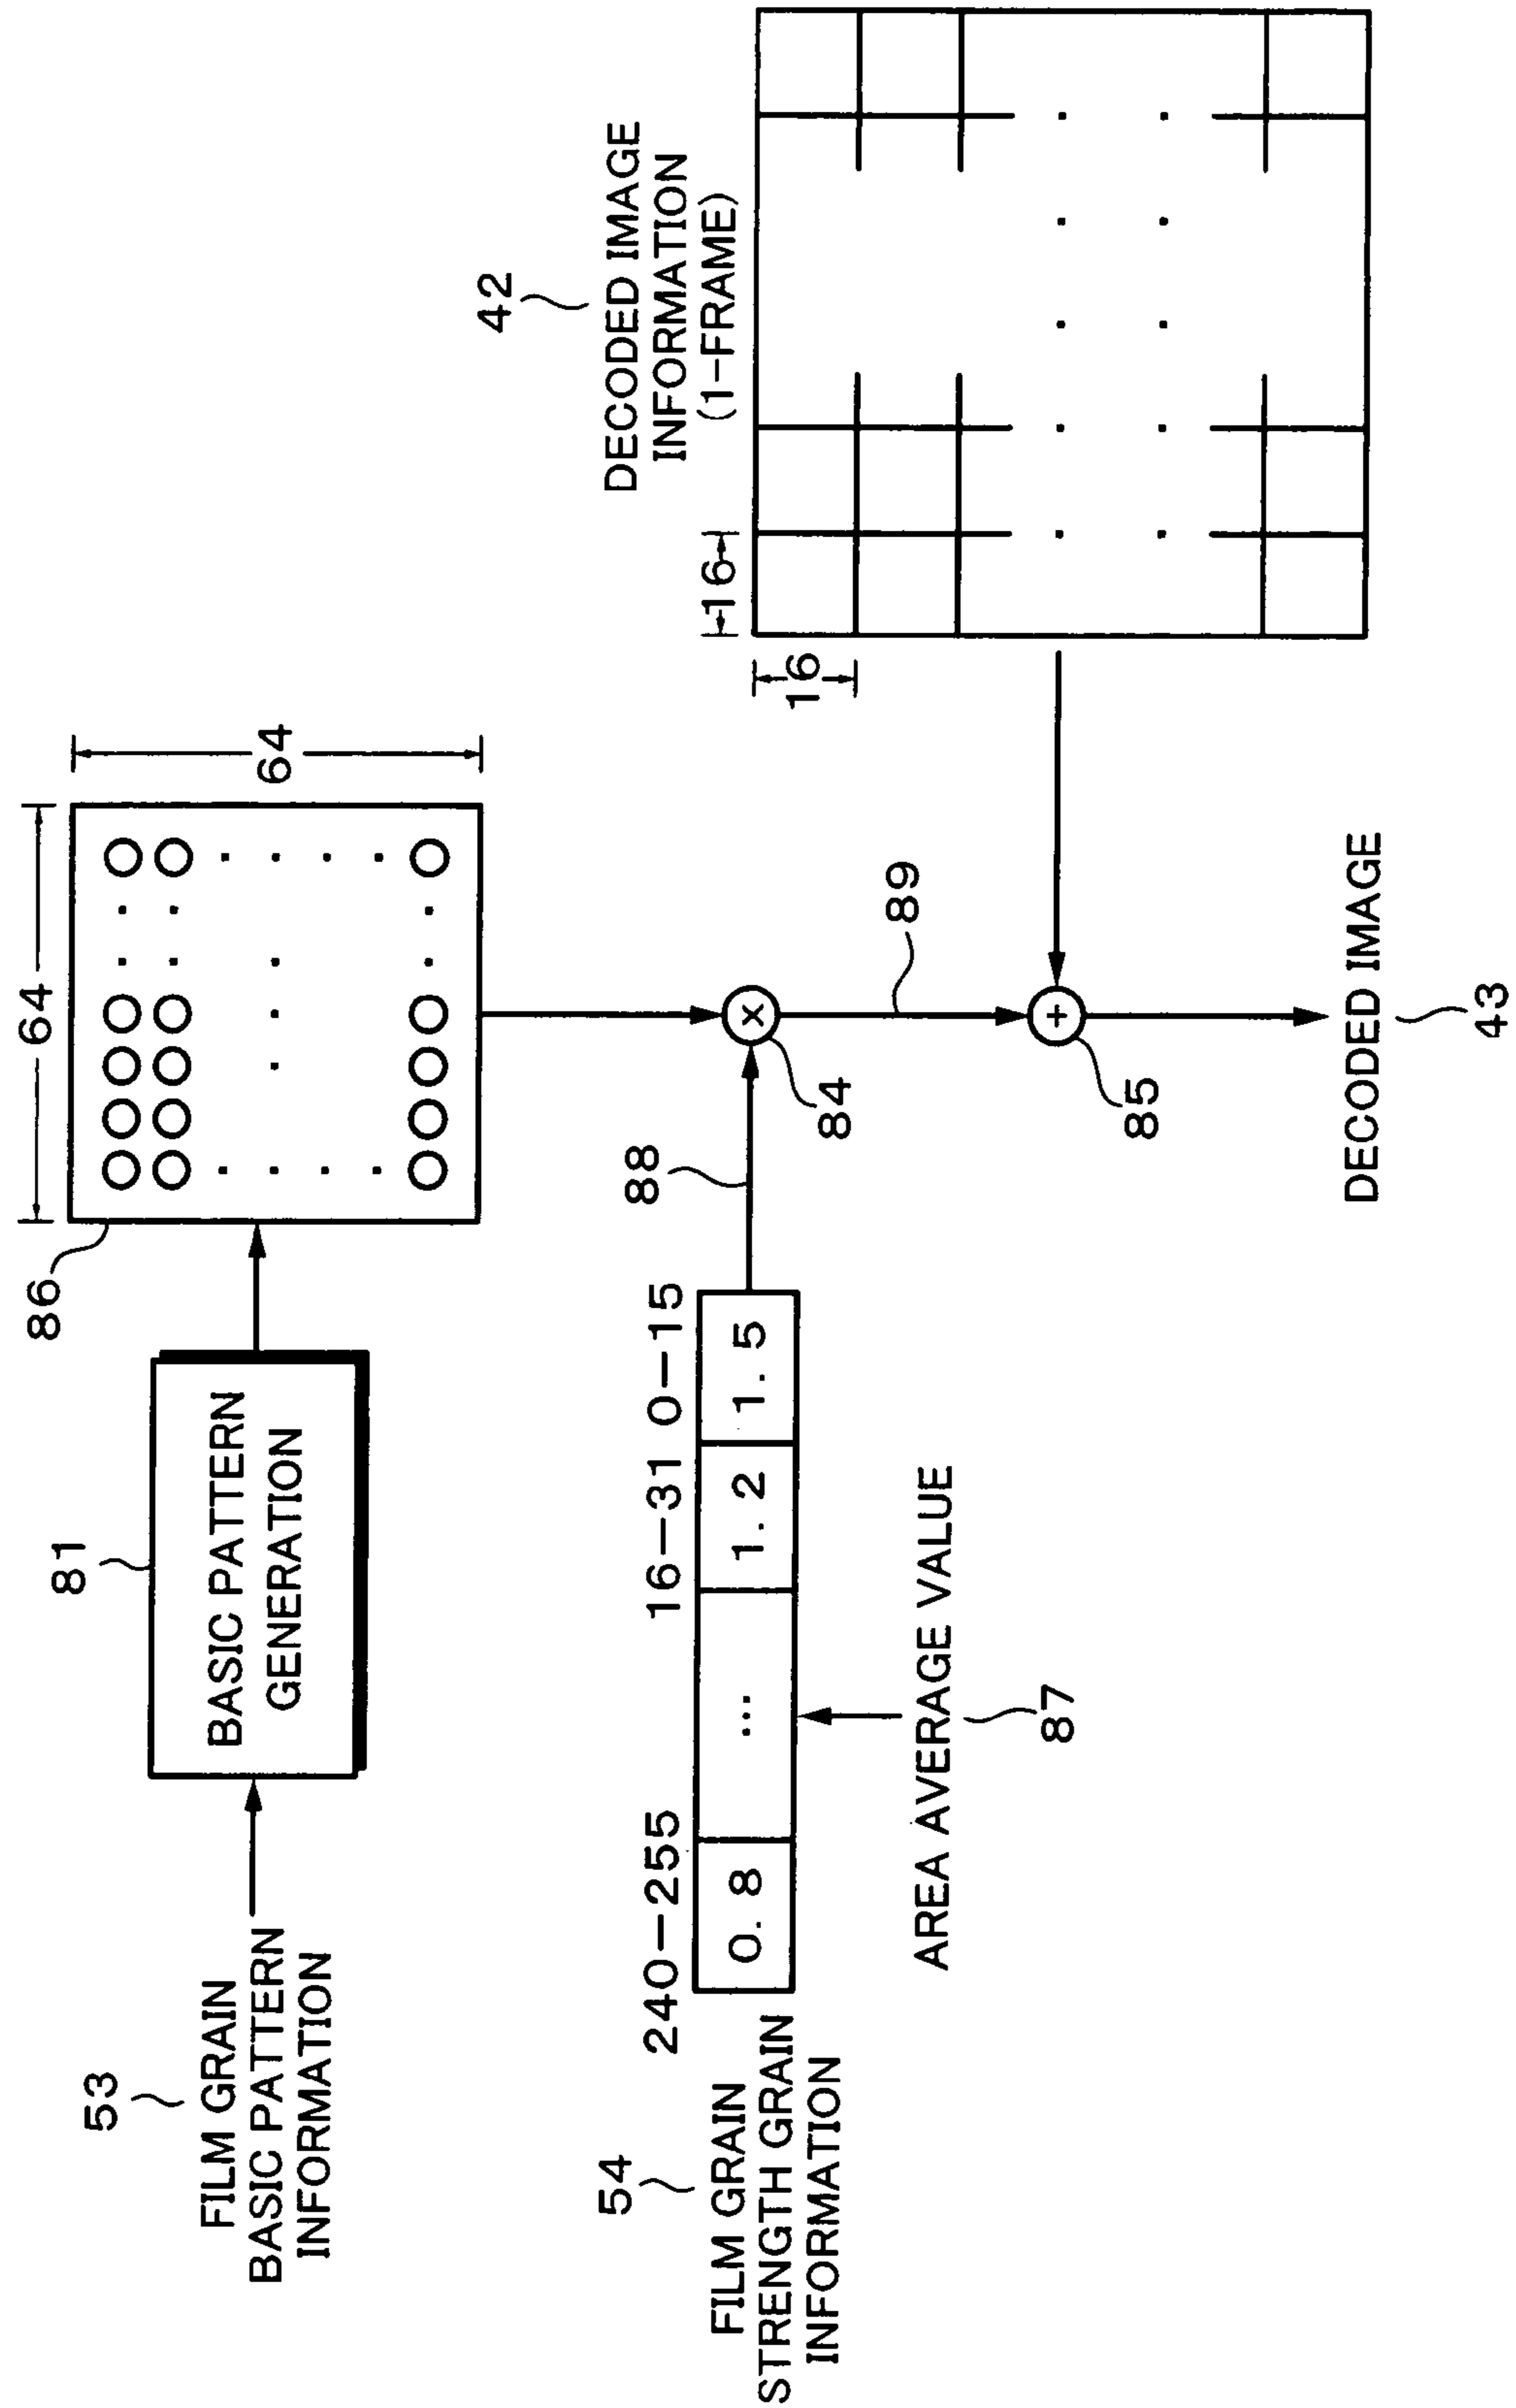 53
FILM GRAIN
BASIC PATTERN
INFORMATION
81
BASIC PATTERN
GENERATION
86
64
64
54
FILM GRAIN
STRENGTH GRAIN
INFORMATION
240-255
16-31
0-15
0. 8
...
1. 2
1. 5
AREA AVERAGE VALUE
87
88
×
84
89
+
85
42
DECODED IMAGE
INFORMATION
(1-FRAME)
16
16
DECODED IMAGE
43